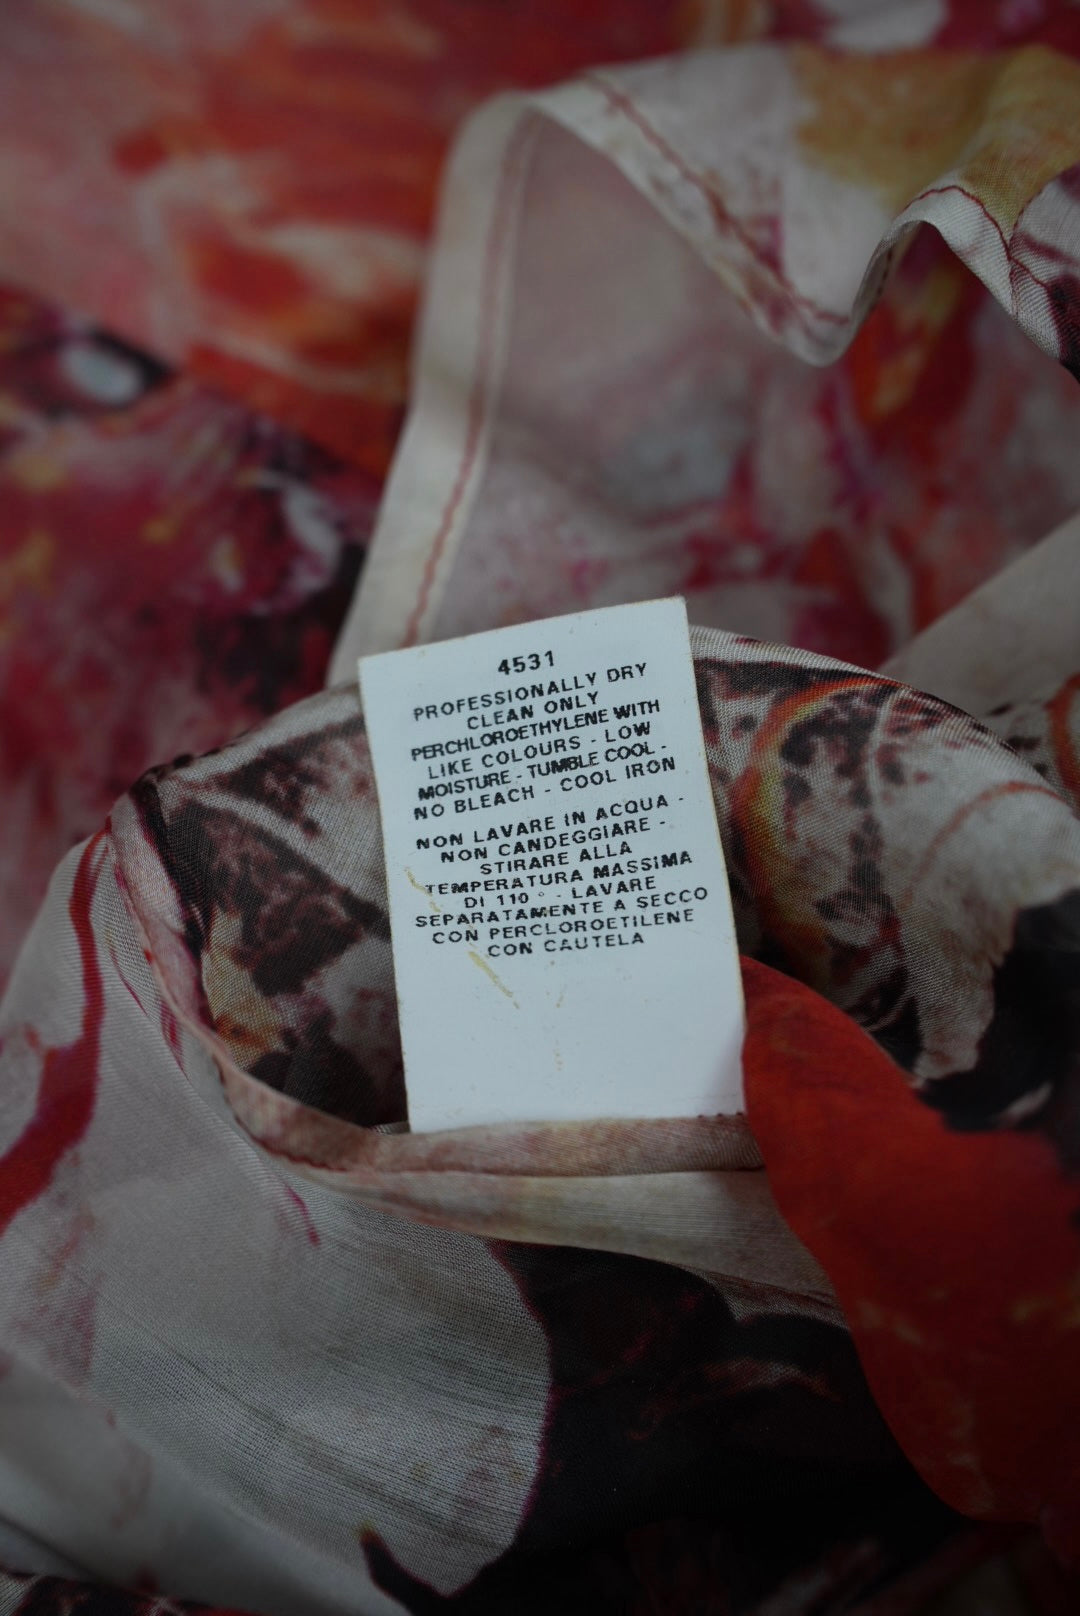 4531
PROFESSIONALLY DRY
CLEAN ONLY
PERCHLOROETHYLENE WITH
LIKE COLOURS - LOW
MOISTURE - TUMBLE COOL -
NO BLEACH - COOL IRON
NON LAVARE IN ACQUA -
NON CANDEGGIARE -
STIRARE ALLA
TEMPERATURA MASSIMA
DI 110 ° - LAVARE
SEPARATAMENTE A SECCO
CON PERCLOROETILENE
CON CAUTELA